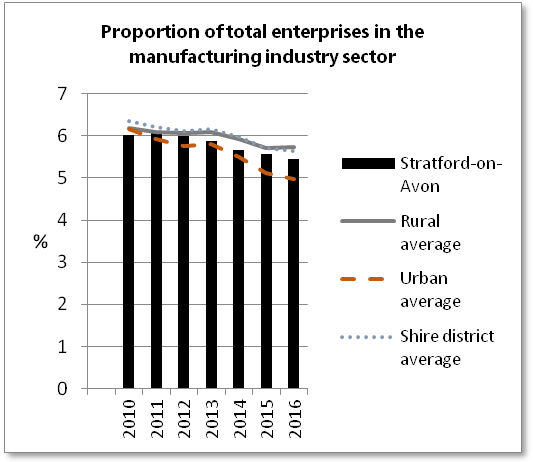 Proportion of total enterprises in the
manufacturing industry sector
7
6
5
4
3
2
1
0
%
2010
2011
2012
2013
2014
2015
2016
Stratford-on-
Avon
Rural
average
Urban
average
Shire district
average